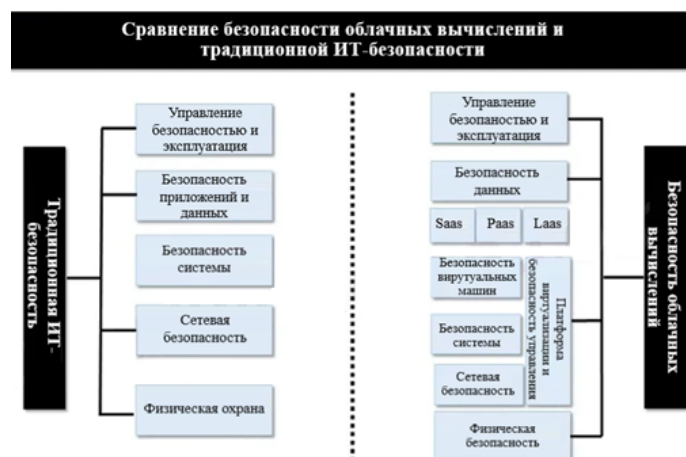 Сравнение безопасности облачных вычислений и
традиционной ИТ-безопасности
Традиционная ИТ-
безопасность
Управление
безопасностью и
эксплуатация
Безопасность
приложений и
данных
Безопасность
системы
Сетевая
безопасность
Физическая охрана
Управление
безопаностью и
эксплуатация
Безопасность
данных
Saas
Paas
Laas
Безопасность
вирутуальных
машин
Безопасность
системы
Сетевая
безопасность
Платформа
виртуализации и
безопасность управления
Физическая
безопасность
Безопасность облачных
вычислений